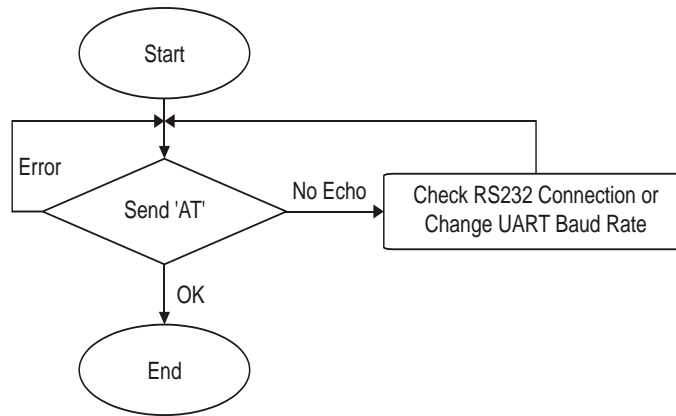 Start
Error
Send 'AT'
No Echo
Check RS232 Connection or
Change UART Baud Rate
OK
End